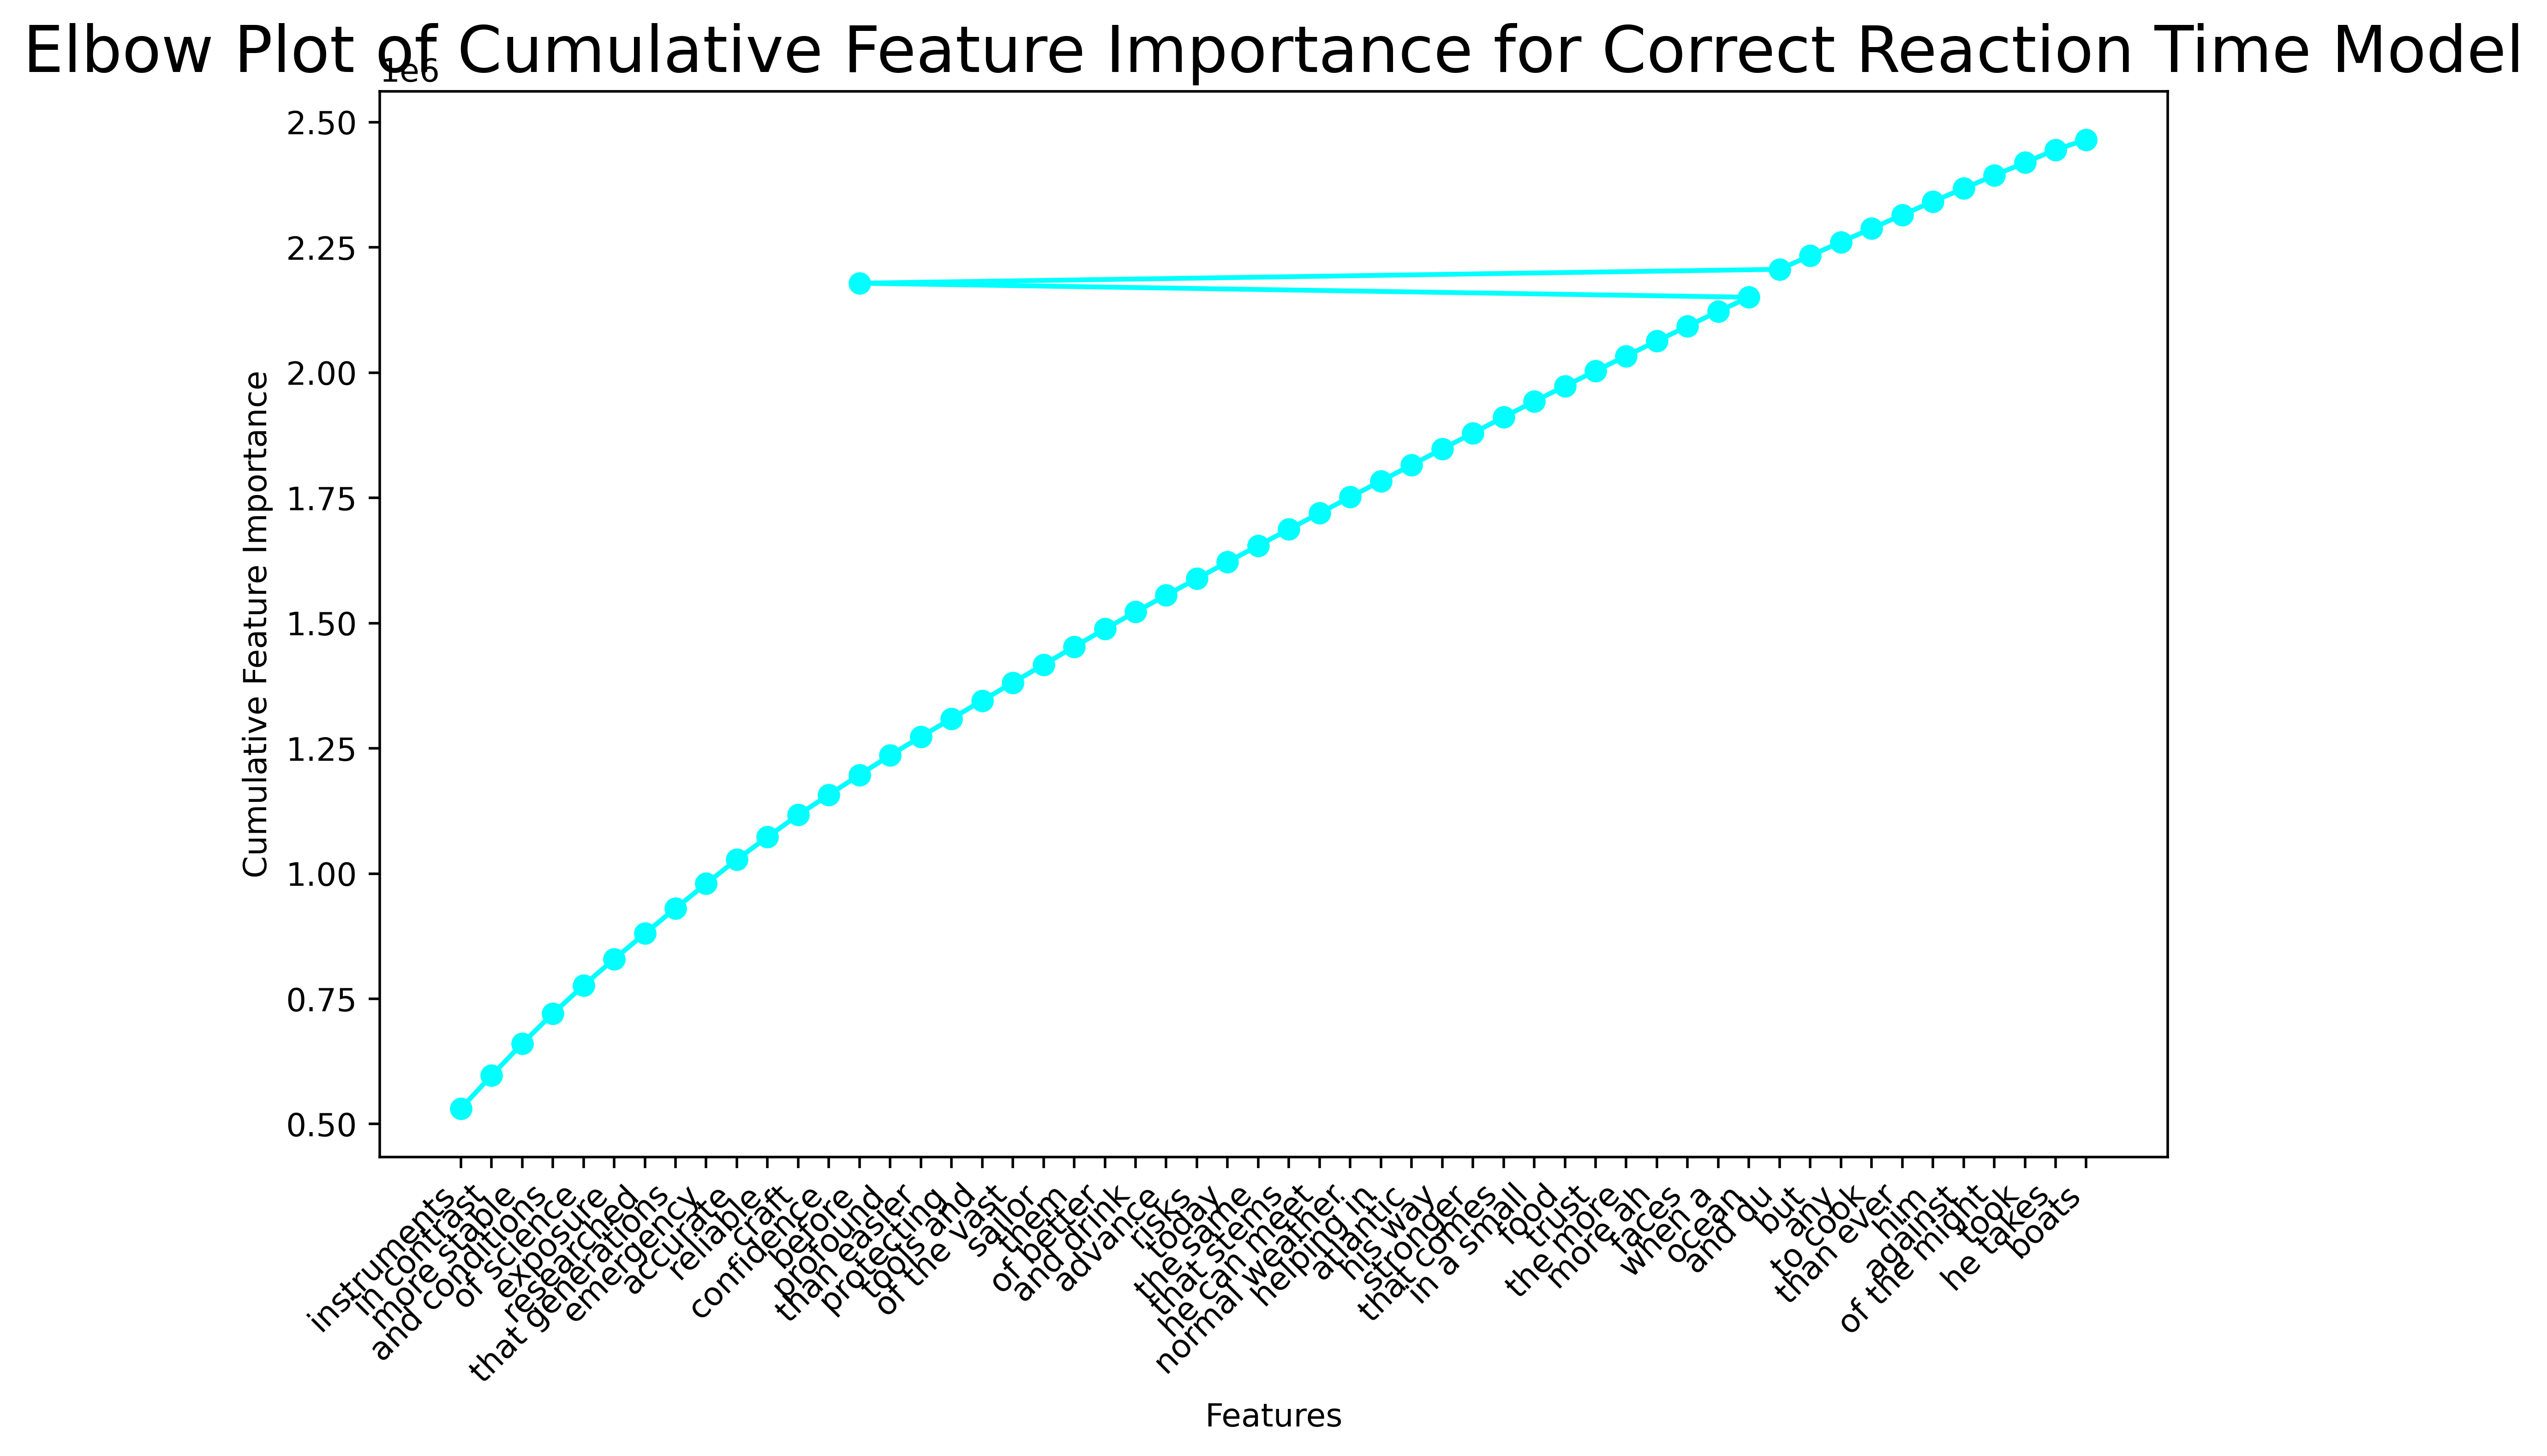 Elbow Plot of Cumulative Feature Importance for Correct Reaction Time Model
1e6
2.50
2.25
2.00
1.75
1.50
1.25
1.00
0.75
0.50
Cumulative Feature Importance
instruments
in contrast
more stable
and conditions
of science
exposure
researched
that generations
emergency
accurate
reliable
craft
confidence
before
profound
than easier
protecting
tools and
of the vast
sailor
them
of better
and drink
advance
risks
today
the same
that stems
he can meet
normal weather
helping in
atlantic
his way
stronger
that comes
in a small
food
trust
the more
more ah
faces
when a
ocean
and du
but
any
to cook
than ever
him
against
of the might
took
he takes
boats
Features